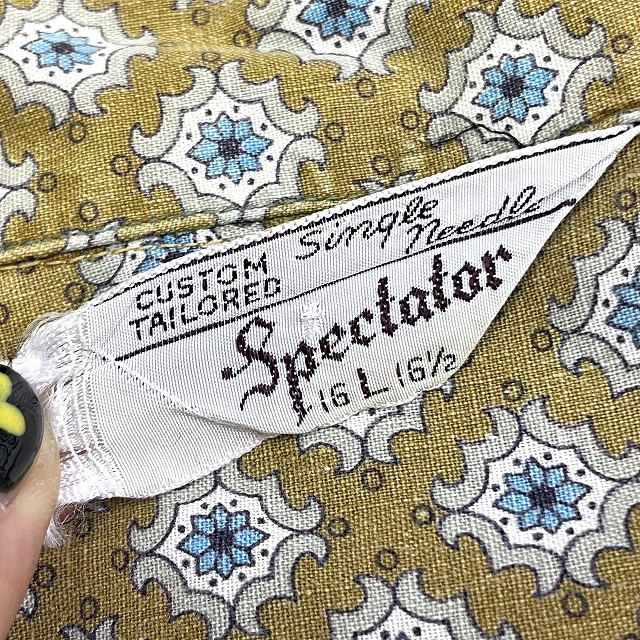 CUSTOM
TAILORED
Single
Needle
Spectator
16 L 16½